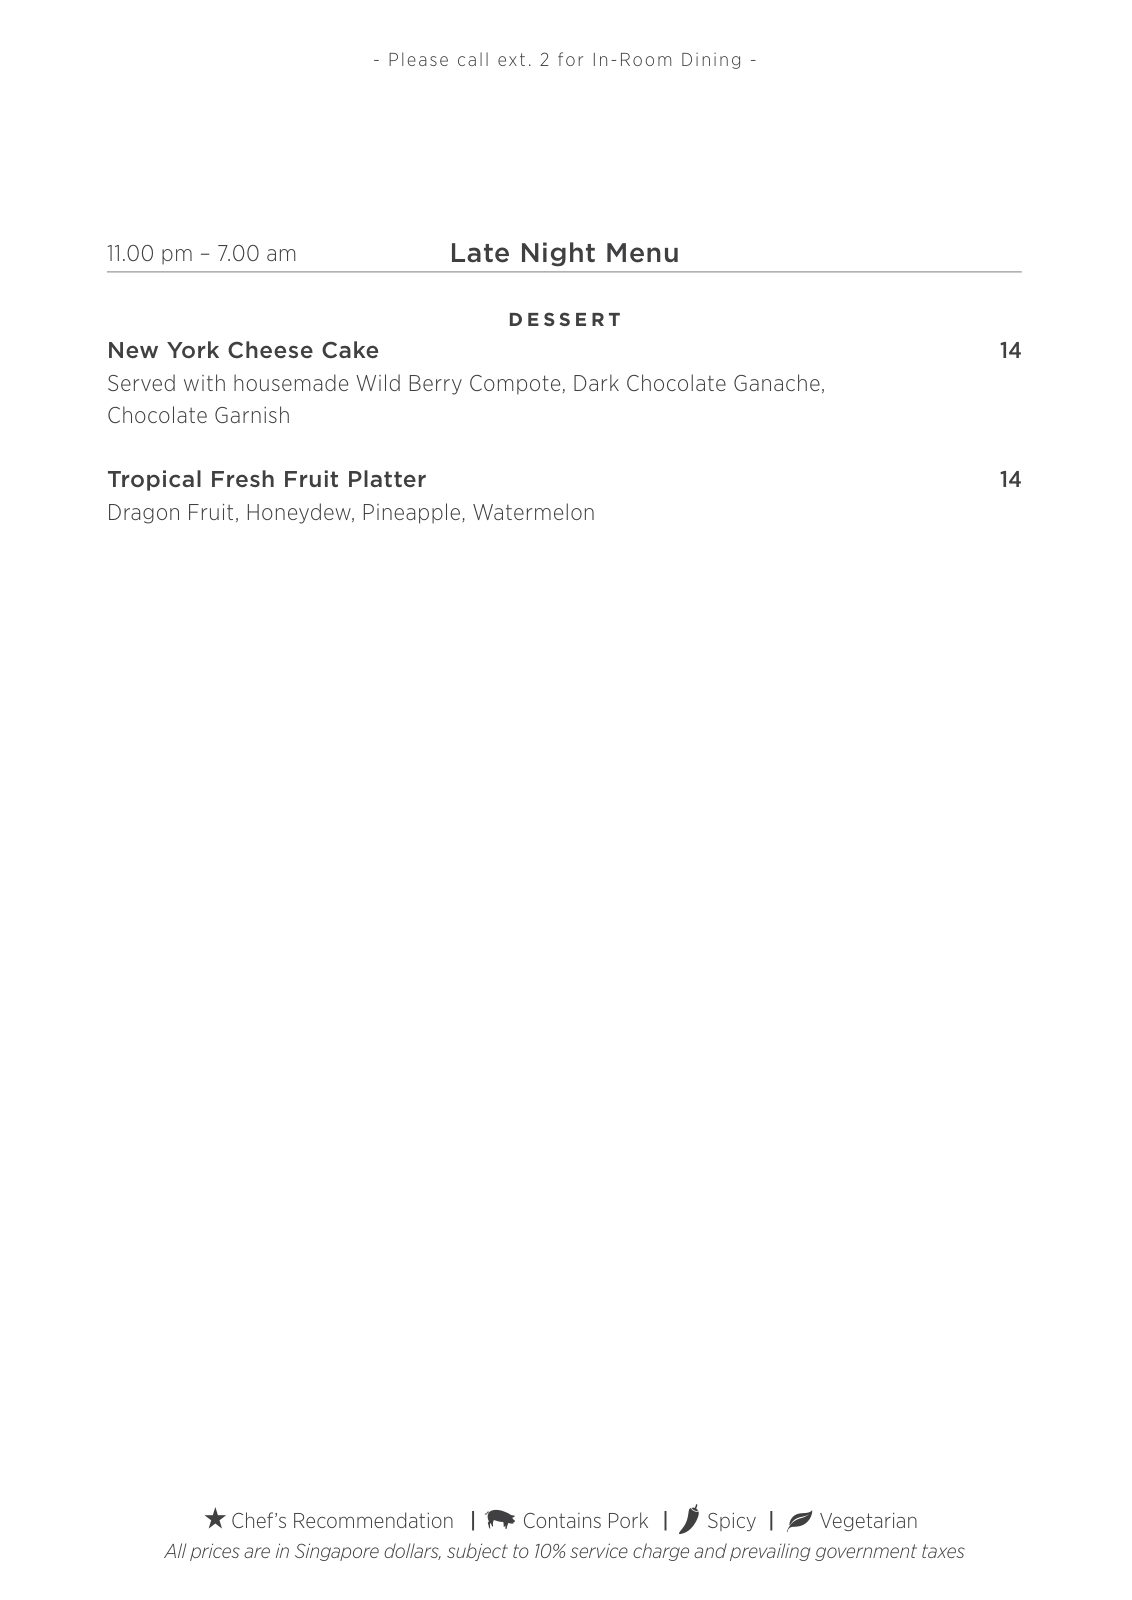 - Please call ext. 2 for In-Room Dining -
11.00 pm – 7.00 am Late Night Menu
DESSERT
New York Cheese Cake 14
Served with housemade Wild Berry Compote, Dark Chocolate Ganache,
Chocolate Garnish
Tropical Fresh Fruit Platter 14
Dragon Fruit, Honeydew, Pineapple, Watermelon
Chef’s Recommendation | Contains Pork | Spicy | Vegetarian
All prices are in Singapore dollars, subject to 10% service charge and prevailing government taxes